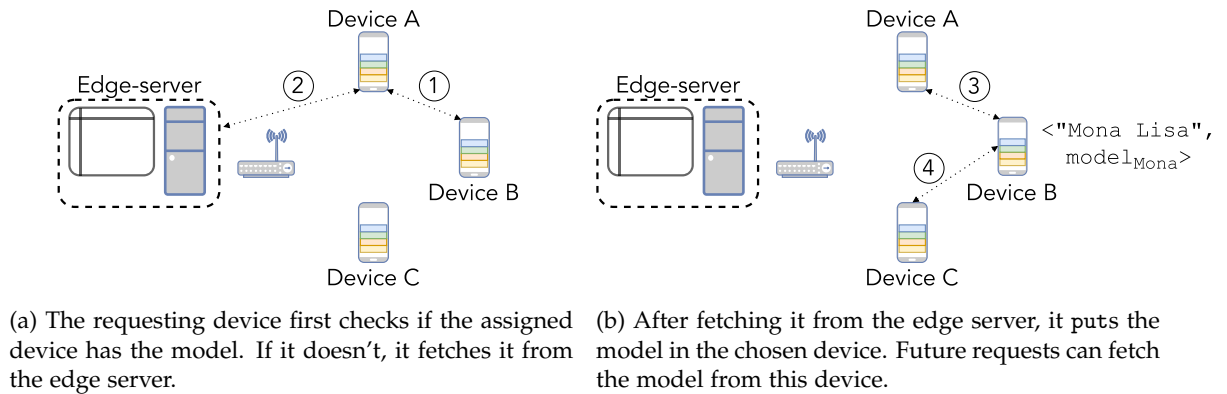 Device A
Edge-server
2
1
Device B
Device C
(a) The requesting device first checks if the assigned
device has the model. If it doesn't, it fetches it from
the edge server.
Device A
Edge-server
3
<"Mona Lisa",
modelMona>
4
Device B
Device C
(b) After fetching it from the edge server, it puts the
model in the chosen device. Future requests can fetch
the model from this device.